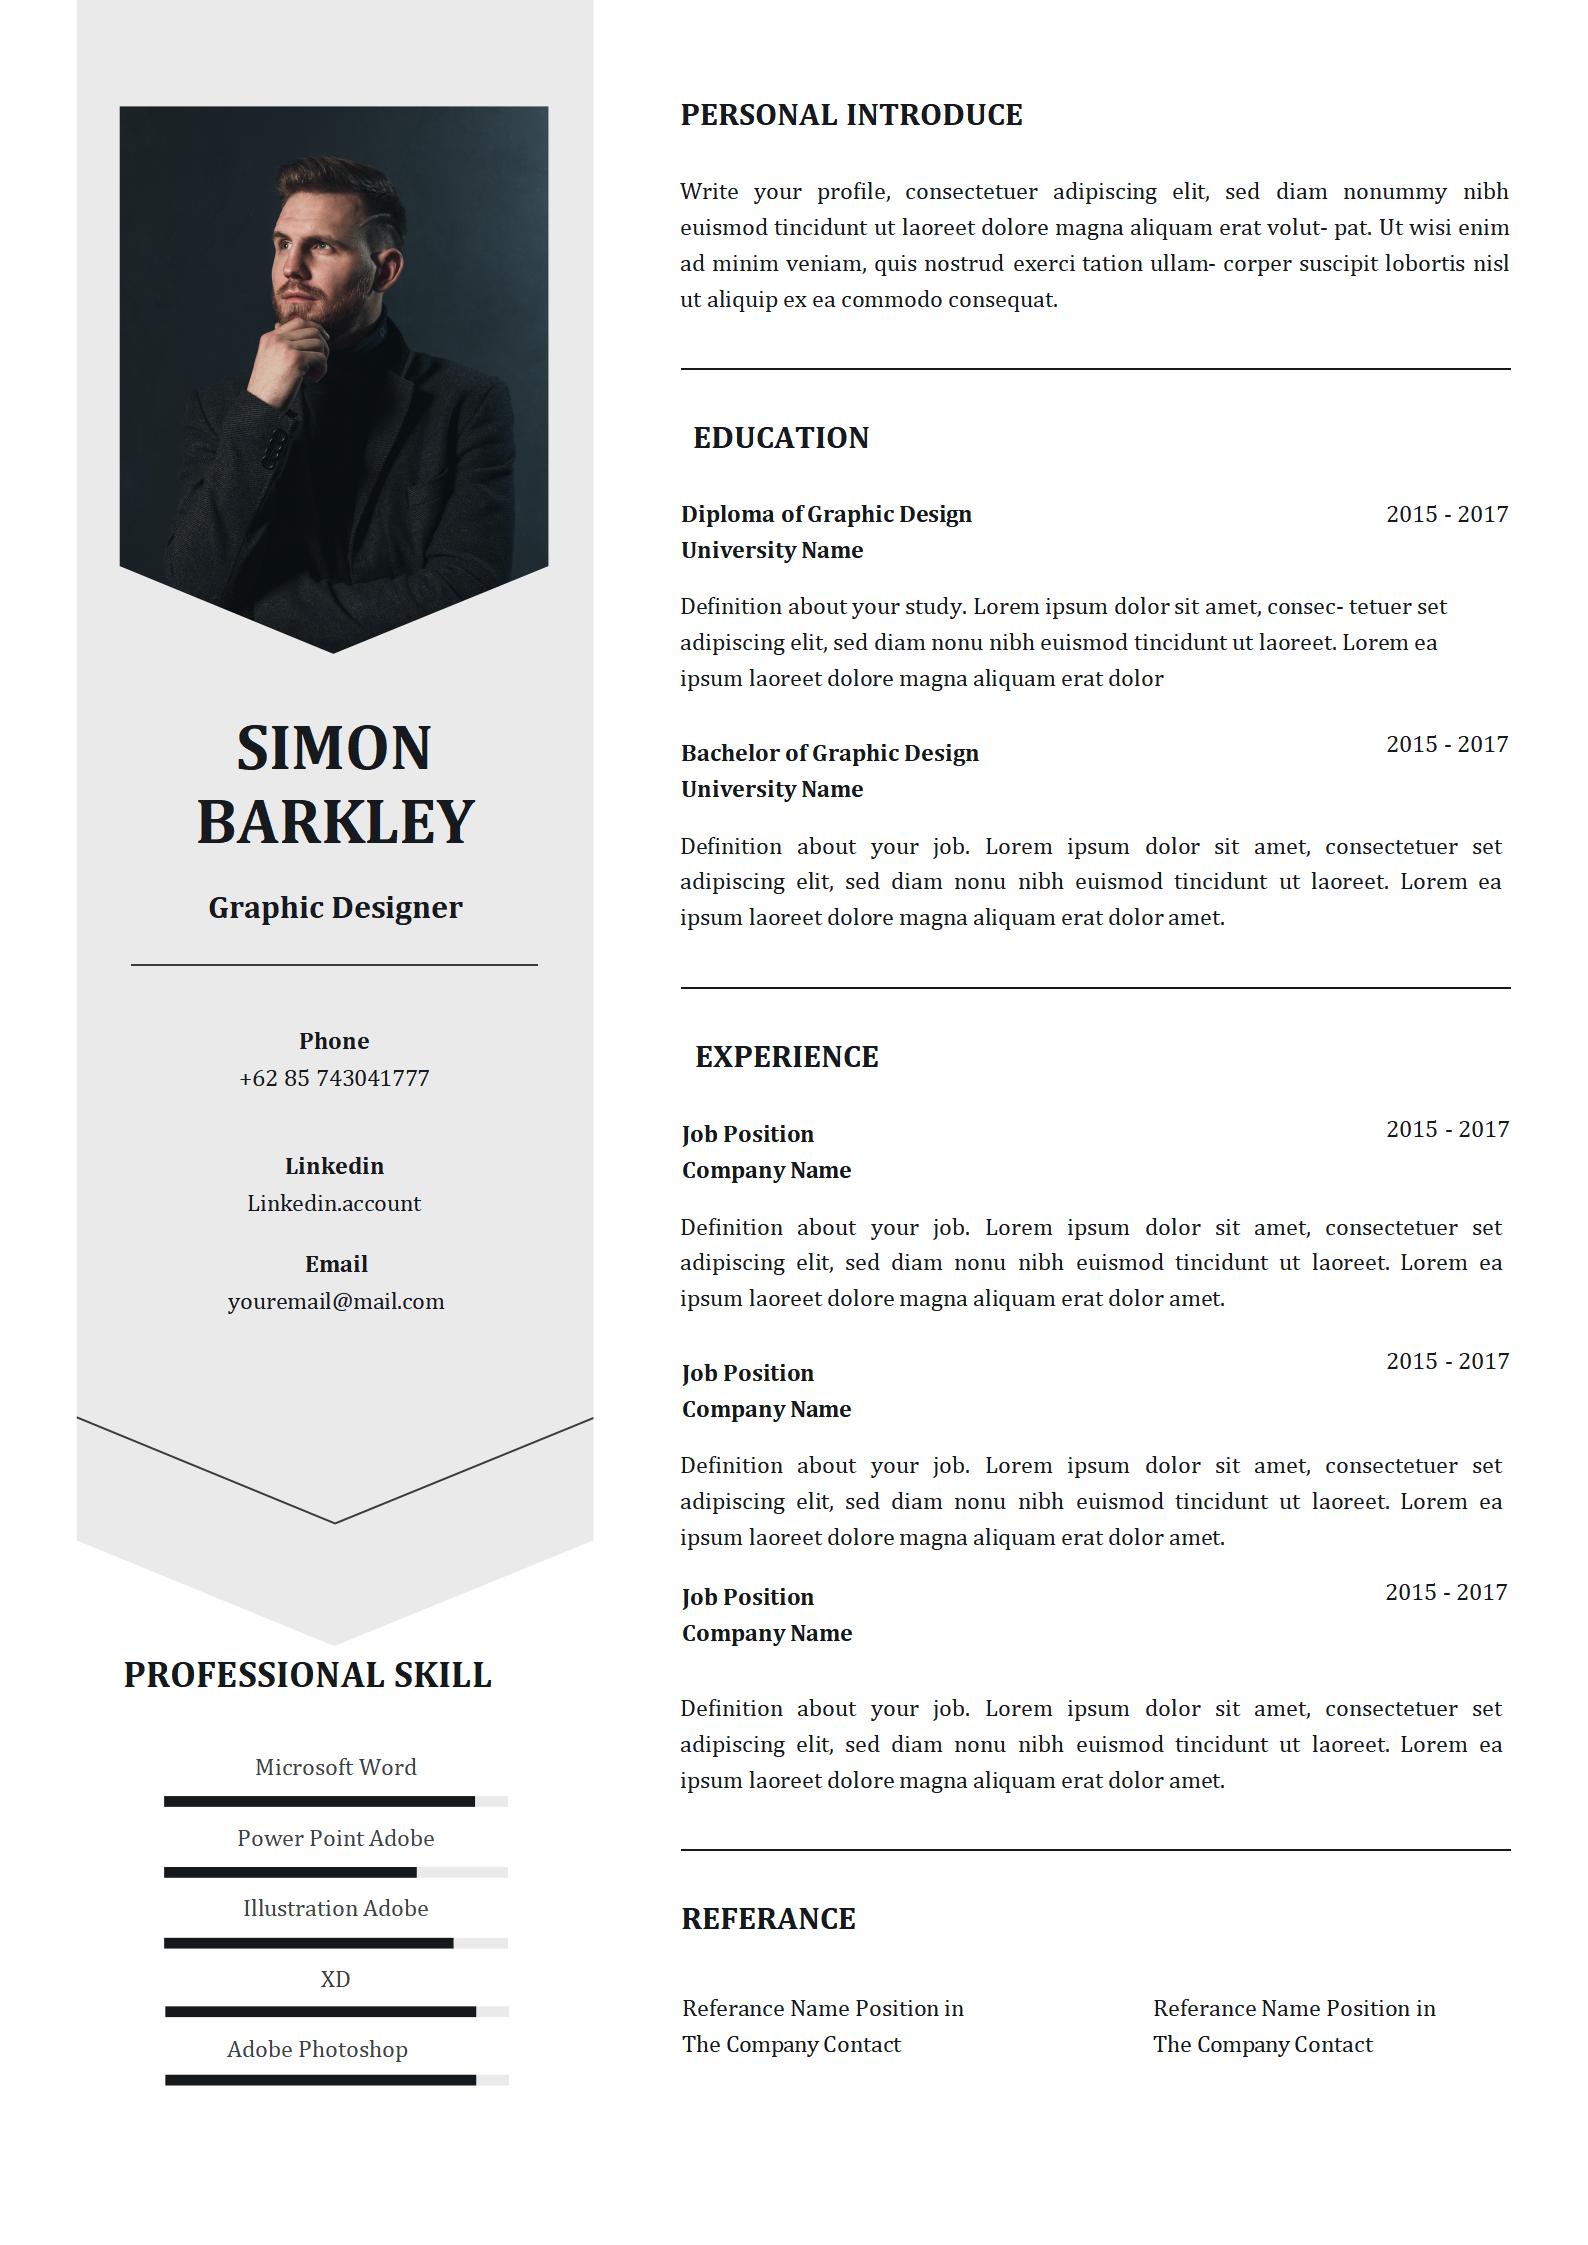 SIMON
BARKLEY
Graphic Designer
Phone
+62 85 743041777
Linkedin
Linkedin.account
Email
youremail@mail.com
PROFESSIONAL SKILL
Microsoft Word
Power Point Adobe
Illustration Adobe
XD
Adobe Photoshop
PERSONAL INTRODUCE
Write your profile, consectetuer adipiscing elit, sed diam nonummy nibh
euismod tincidunt ut laoreet dolore magna aliquam erat volut- pat. Ut wisi enim
ad minim veniam, quis nostrud exerci tation ullam- corper suscipit lobortis nisl
ut aliquip ex ea commodo consequat.
EDUCATION
Diploma of Graphic Design 2015 - 2017
University Name
Definition about your study. Lorem ipsum dolor sit amet, consec- tetuer set
adipiscing elit, sed diam nonu nibh euismod tincidunt ut laoreet. Lorem ea
ipsum laoreet dolore magna aliquam erat dolor
Bachelor of Graphic Design 2015 - 2017
University Name
Definition about your job. Lorem ipsum dolor sit amet, consectetuer set
adipiscing elit, sed diam nonu nibh euismod tincidunt ut laoreet. Lorem ea
ipsum laoreet dolore magna aliquam erat dolor amet.
EXPERIENCE
Job Position 2015 - 2017
Company Name
Definition about your job. Lorem ipsum dolor sit amet, consectetuer set
adipiscing elit, sed diam nonu nibh euismod tincidunt ut laoreet. Lorem ea
ipsum laoreet dolore magna aliquam erat dolor amet.
Job Position 2015 - 2017
Company Name
Definition about your job. Lorem ipsum dolor sit amet, consectetuer set
adipiscing elit, sed diam nonu nibh euismod tincidunt ut laoreet. Lorem ea
ipsum laoreet dolore magna aliquam erat dolor amet.
Job Position 2015 - 2017
Company Name
Definition about your job. Lorem ipsum dolor sit amet, consectetuer set
adipiscing elit, sed diam nonu nibh euismod tincidunt ut laoreet. Lorem ea
ipsum laoreet dolore magna aliquam erat dolor amet.
REFERANCE
Referance Name Position in
The Company Contact
Referance Name Position in
The Company Contact